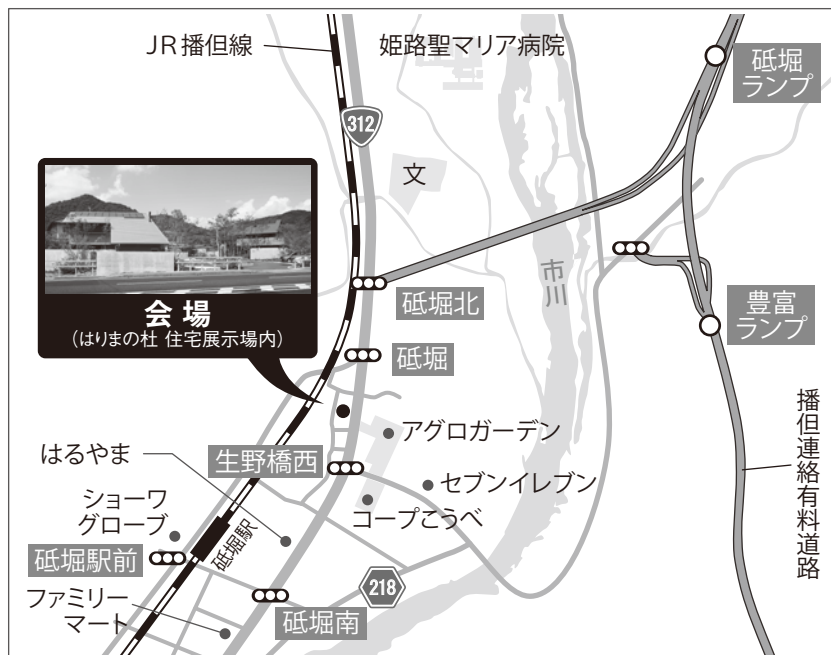 JR播但線
姫路聖マリア病院
砥堀
ランプ
312
文
会場
(はりまの杜 住宅展示場内)
砥堀北
市川
豊富
ランプ
砥堀
アグロガーデン
はるやま
生野橋西
セブンイレブン
コープこうべ
ショーワ
グローブ
砥堀駅
砥堀駅前
播但連絡有料道路
218
ファミリー
マート
砥堀南